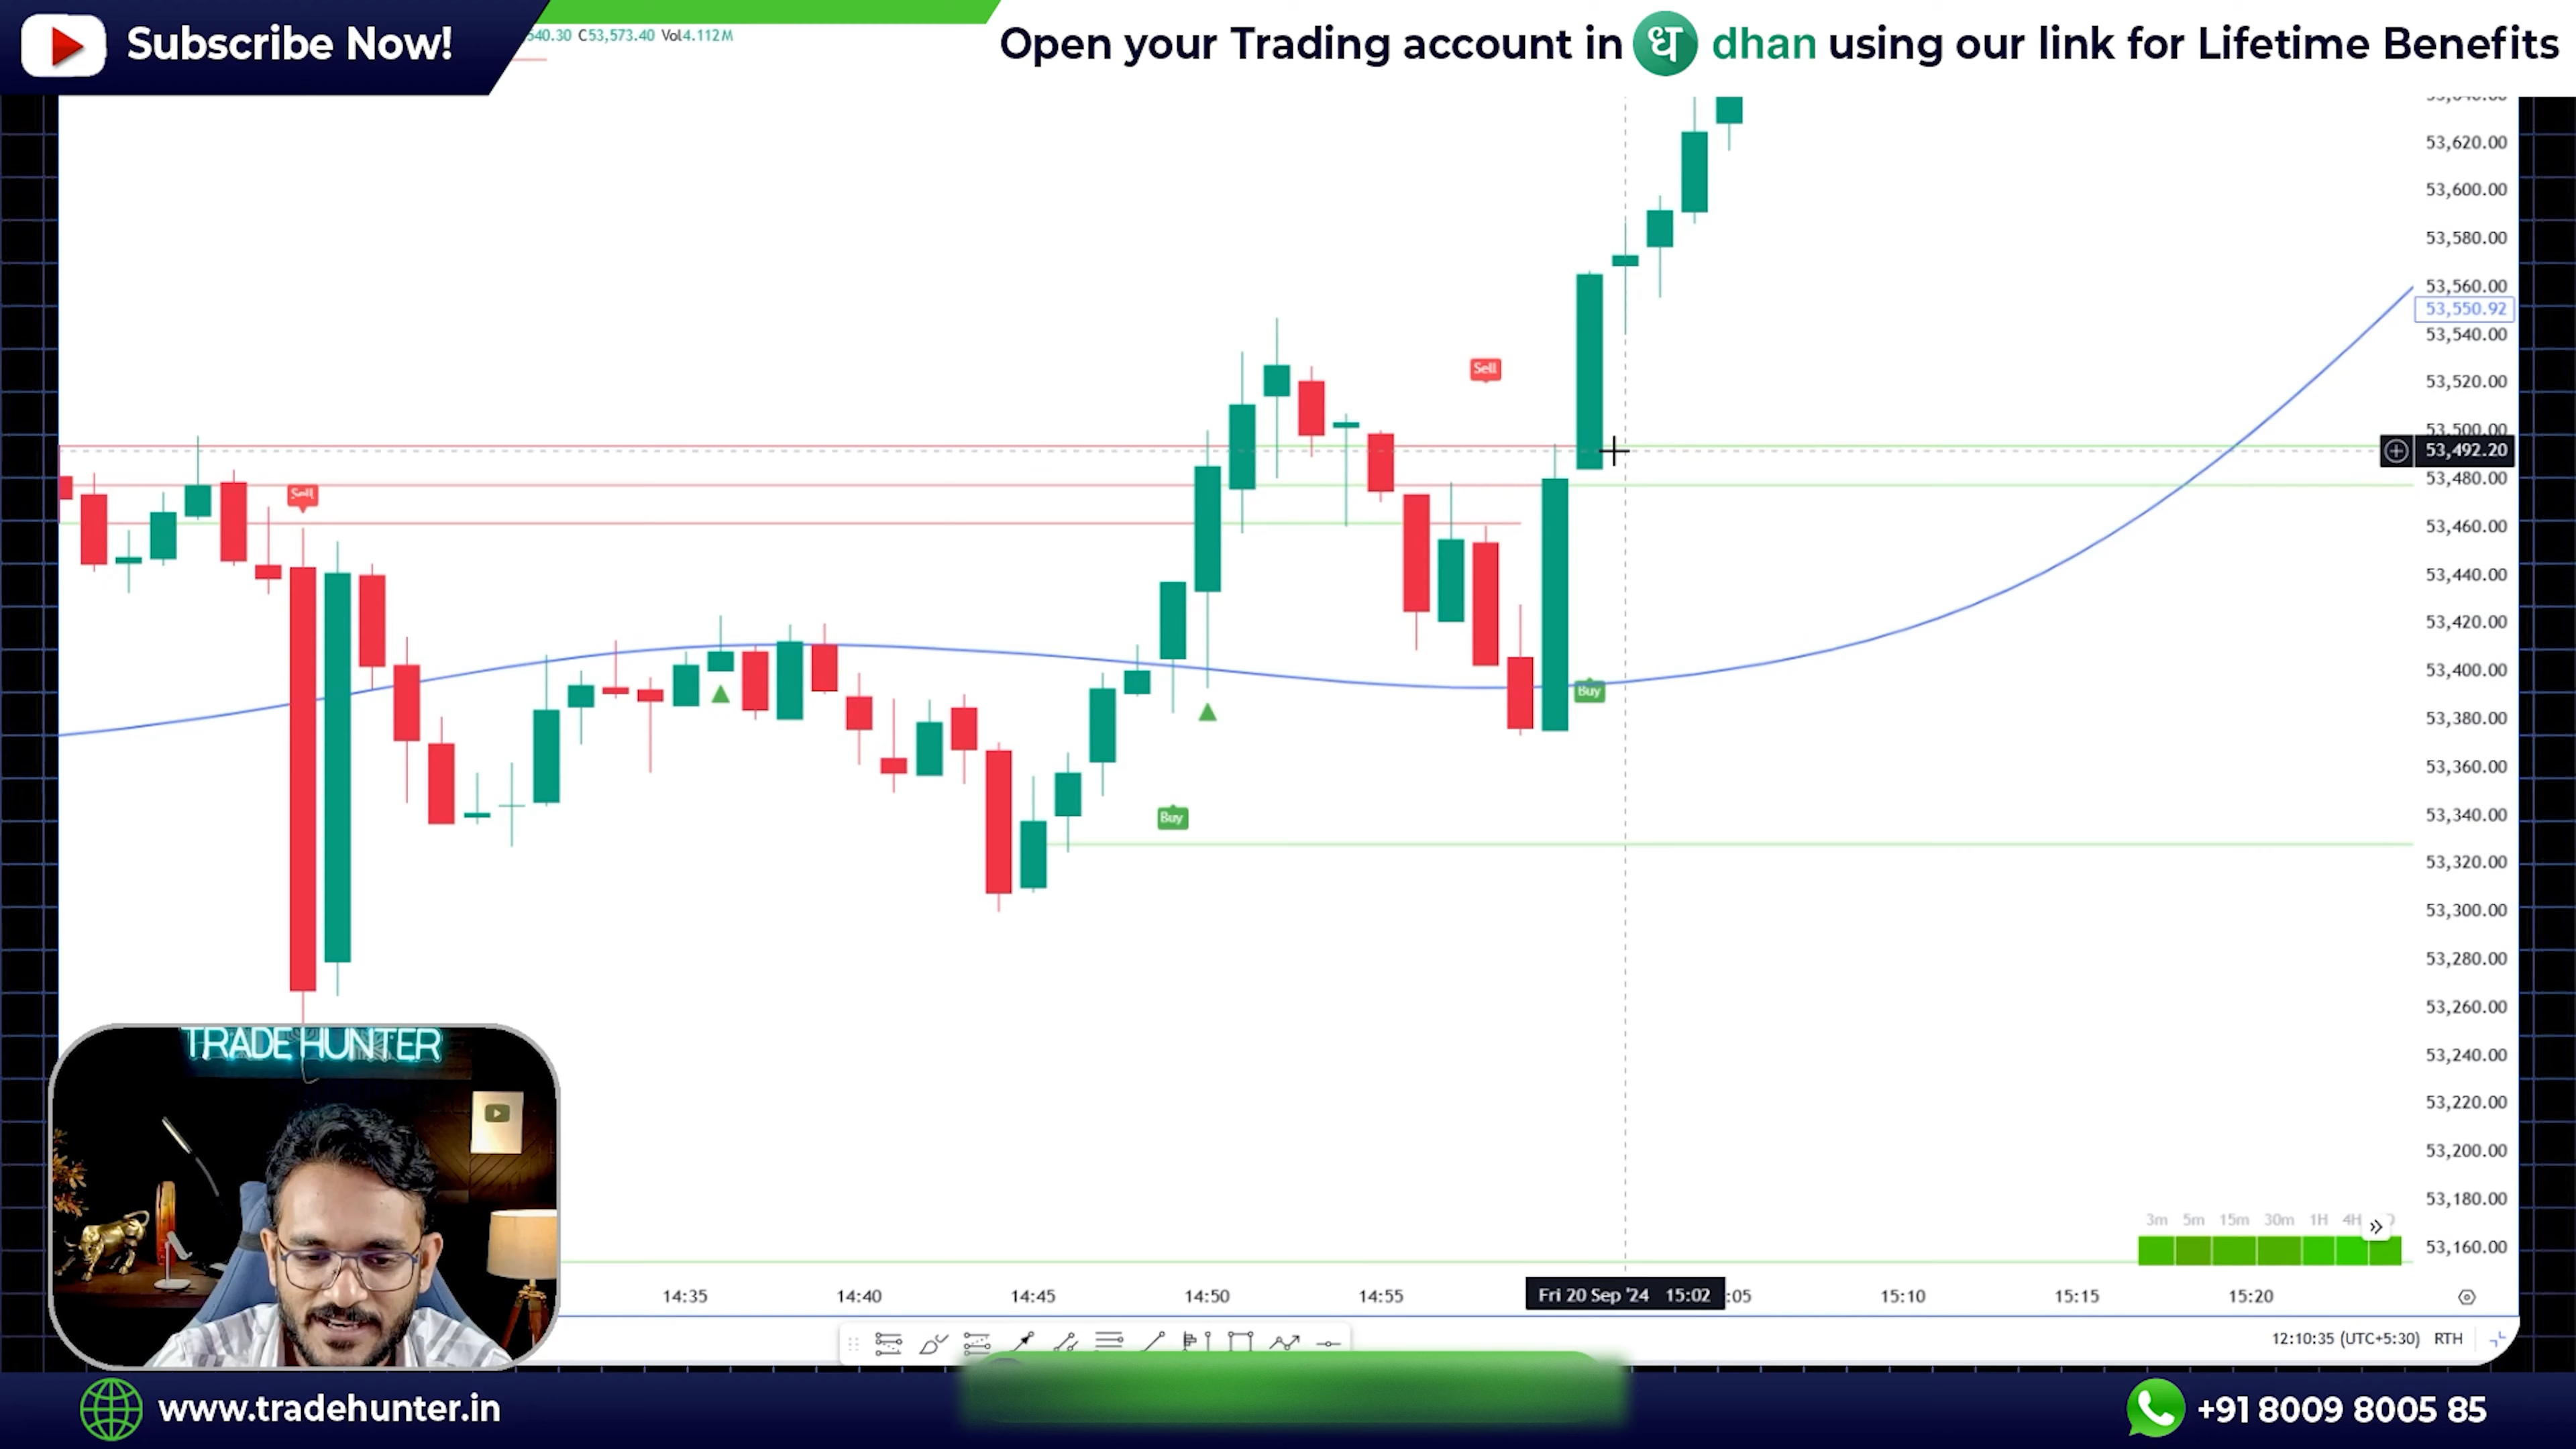 Subscribe Now!
540.30 C53,573.40 Vol4.112M
Open your Trading account in ध dhan using our link for Lifetime Benefits
53,620.00
53,600.00
53,580.00
53,560.00
53,550.92
53,540.00
53,520.00
53,500.00
53,492.20
53,480.00
53,460.00
53,440.00
53,420.00
53,400.00
53,380.00
53,360.00
53,340.00
53,320.00
53,300.00
53,280.00
53,260.00
53,240.00
53,220.00
53,200.00
53,180.00
53,160.00
Sell
Sell
Buy
Buy
TRADE HUNTER
3m 5m 15m 30m 1H 4H
14:35 14:40 14:45 14:50 14:55 Fri 20 Sep '24 15:02 :05 15:10 15:15 15:20
12:10:35 (UTC+5:30) RTH
www.tradehunter.in
+91 8009 8005 85